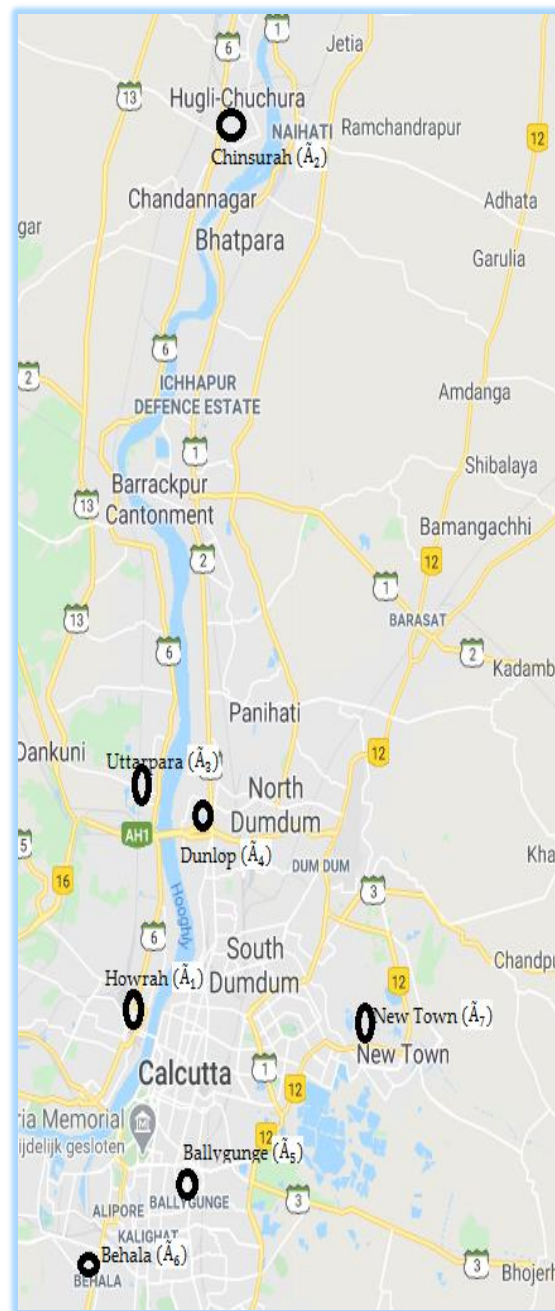 1
6
Jetia
13
Hugli-Chuchura
NAIHATI
Ramchandrapur
12
Chinsurah (Ã₂)
Chandannagar
Adhata
gar
Bhatpara
Garulia
6
2
ICHHAPUR
DEFENCE ESTATE
Amdanga
1
Shibalaya
Barrackpur
Cantonment
13
Bamangachhi
2
12
1
13
BARASAT
6
2
Kadamb
Panihati
Dankuni
12
Uttarpara (Ã₃)
North
Dumdum
AH1
Dunlop (Ã₄)
5
Kha
DUM DUM
16
3
Hooghly
6
South
Dumdum
Chandpu
Howrah (Ã₁)
12
New Town (Ã₇)
New Town
Calcutta
1
12
ria Memorial
ijdelijk gesloten
12
Ballygunge (Ã₅)
BALLYGUNGE
3
ALIPORE
KALIGHAT
Behala (Ã₆)
BEHALA
3
Bhojerh